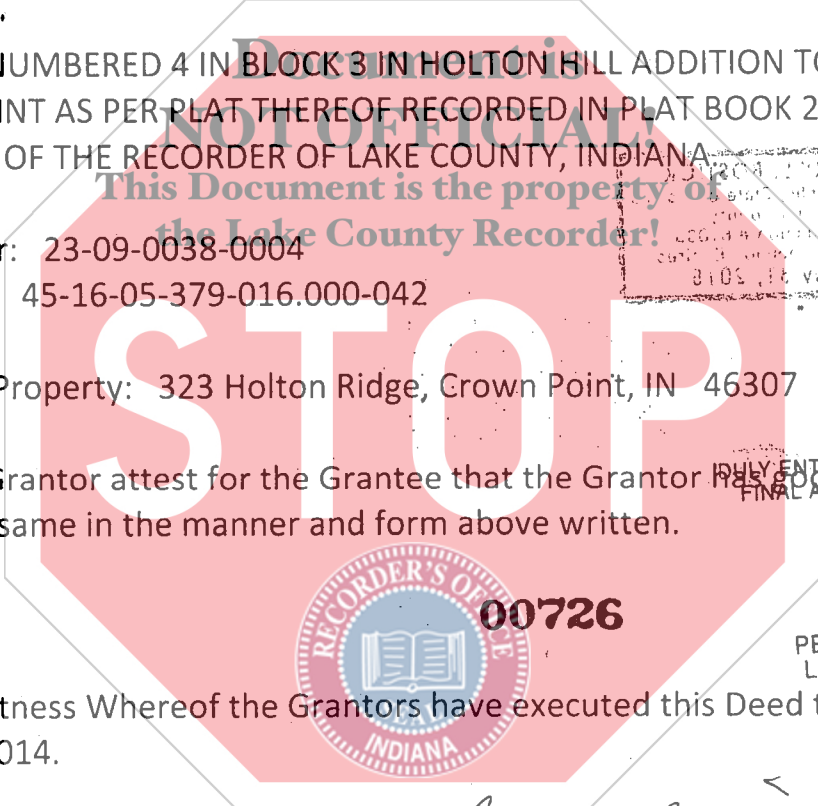 NUMBERED 4 IN BLOCK 3 IN HOLTON HILL ADDITION TO
INT AS PER PLAT THEREOF RECORDED IN PLAT BOOK 2
OF THE RECORDER OF LAKE COUNTY, INDIANA
Document is
NOT OFFICIAL!
This Document is the property of
the Lake County Recorder!
r: 23-09-0038-0004
45-16-05-379-016.000-042
STOP
Property: 323 Holton Ridge, Crown Point, IN 46307
Grantor attest for the Grantee that the Grantor has
DULY ENT
FINAL A
same in the manner and form above written.
RECORDER'S OFFICE
SEAL
INDIANA
00726
PE
L
tness Whereof the Grantors have executed this Deed t
014.